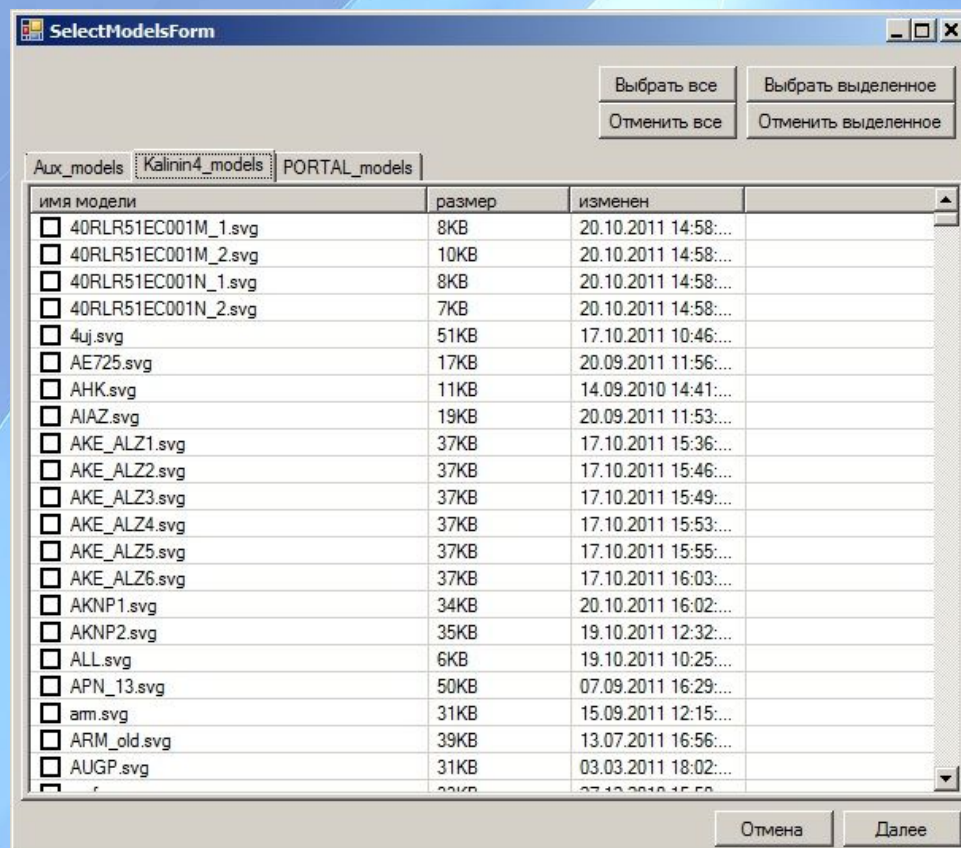 SelectModelsForm
Выбрать все Выбрать выделенное
Отменить все Отменить выделенное
Aux_models Kalinin4_models PORTAL_models
имя модели размер изменен
40RLR51EC001M_1.svg 8KB 20.10.2011 14:58:...
40RLR51EC001M_2.svg 10KB 20.10.2011 14:58:...
40RLR51EC001N_1.svg 8KB 20.10.2011 14:58:...
40RLR51EC001N_2.svg 7KB 20.10.2011 14:58:...
4uj.svg 51KB 17.10.2011 10:46:...
AE725.svg 17KB 20.09.2011 11:56:...
AHK.svg 11KB 14.09.2010 14:41:...
AIAZ.svg 19KB 20.09.2011 11:53:...
AKE_ALZ1.svg 37KB 17.10.2011 15:36:...
AKE_ALZ2.svg 37KB 17.10.2011 15:46:...
AKE_ALZ3.svg 37KB 17.10.2011 15:49:...
AKE_ALZ4.svg 37KB 17.10.2011 15:53:...
AKE_ALZ5.svg 37KB 17.10.2011 15:55:...
AKE_ALZ6.svg 37KB 17.10.2011 16:03:...
AKNP1.svg 34KB 20.10.2011 16:02:...
AKNP2.svg 35KB 19.10.2011 12:32:...
ALL.svg 6KB 19.10.2011 10:25:...
APN_13.svg 50KB 07.09.2011 16:29:...
arm.svg 31KB 15.09.2011 12:15:...
ARM_old.svg 39KB 13.07.2011 16:56:...
AUGP.svg 31KB 03.03.2011 18:02:...
Отмена Далее